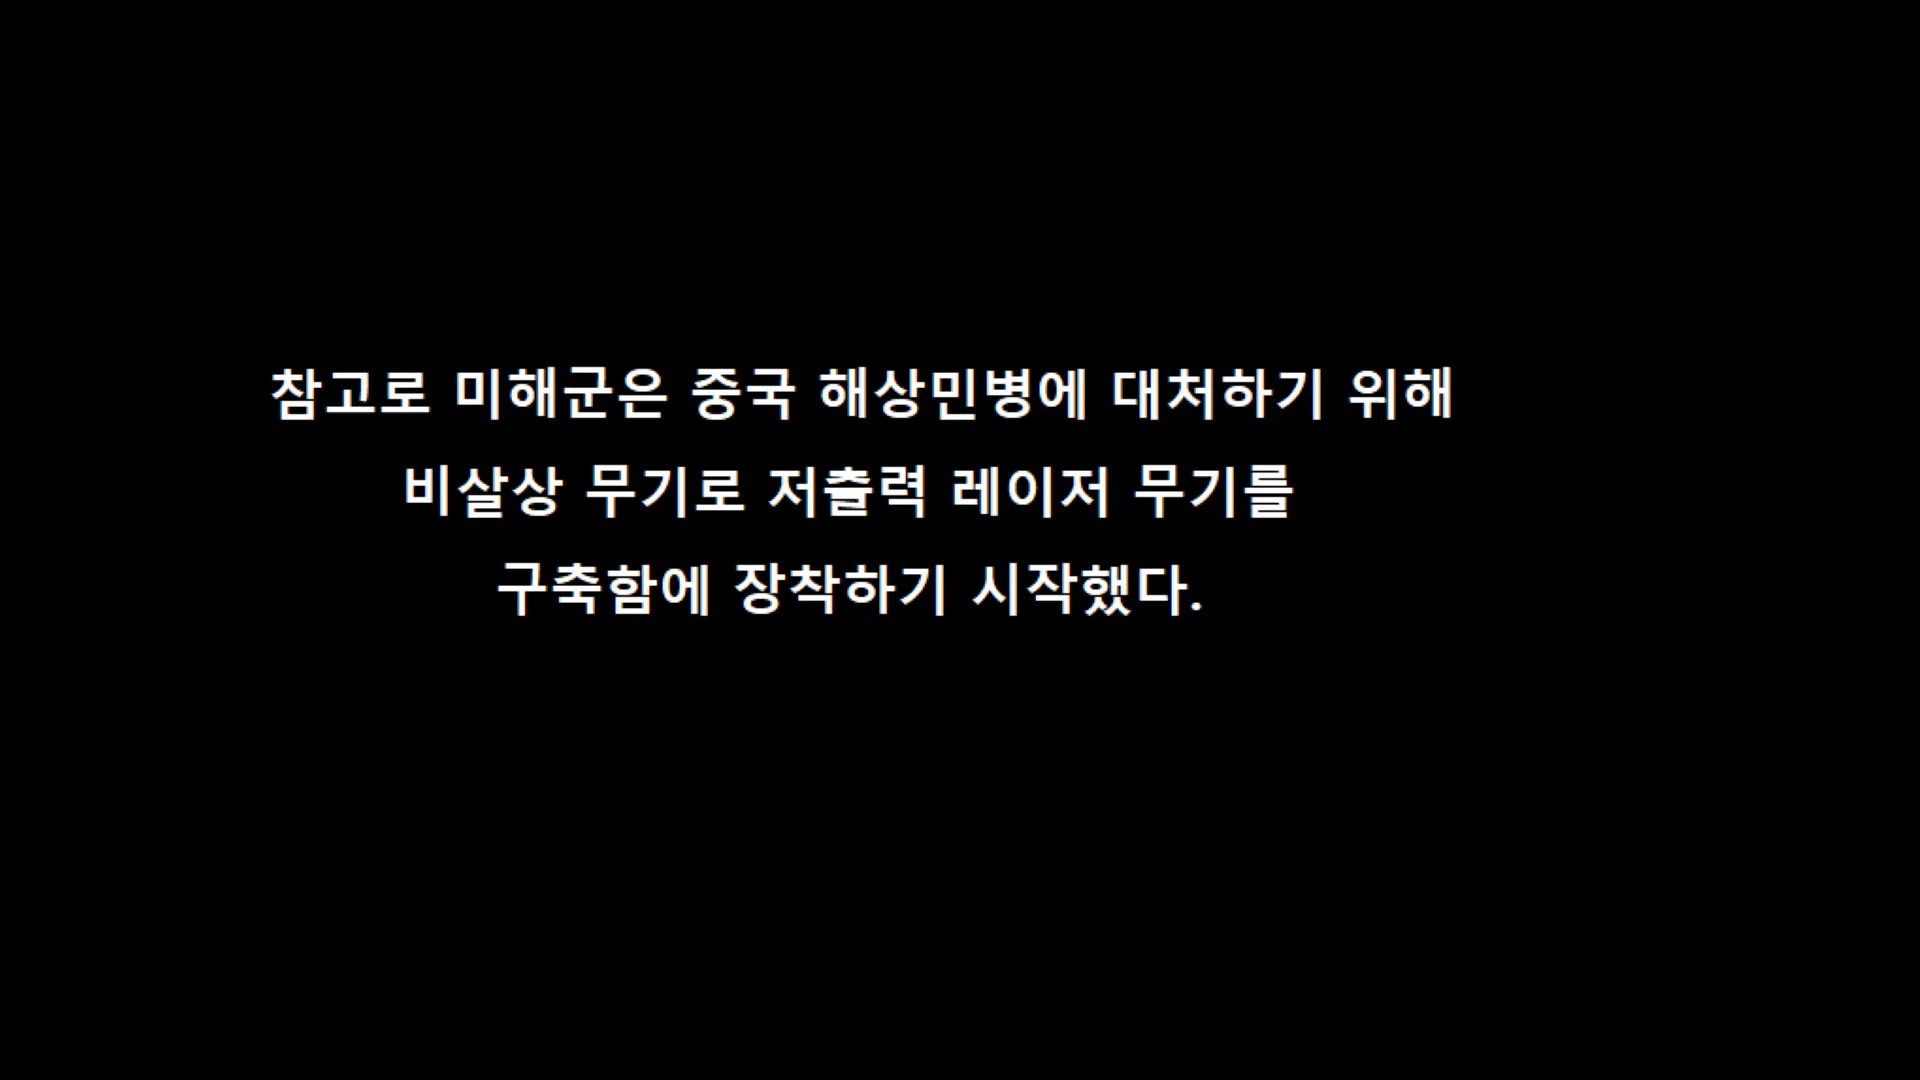 참고로 미해군은 중국 해상민병에 대처하기 위해
비살상 무기로 저출력 레이저 무기를
구축함에 장착하기 시작했다.